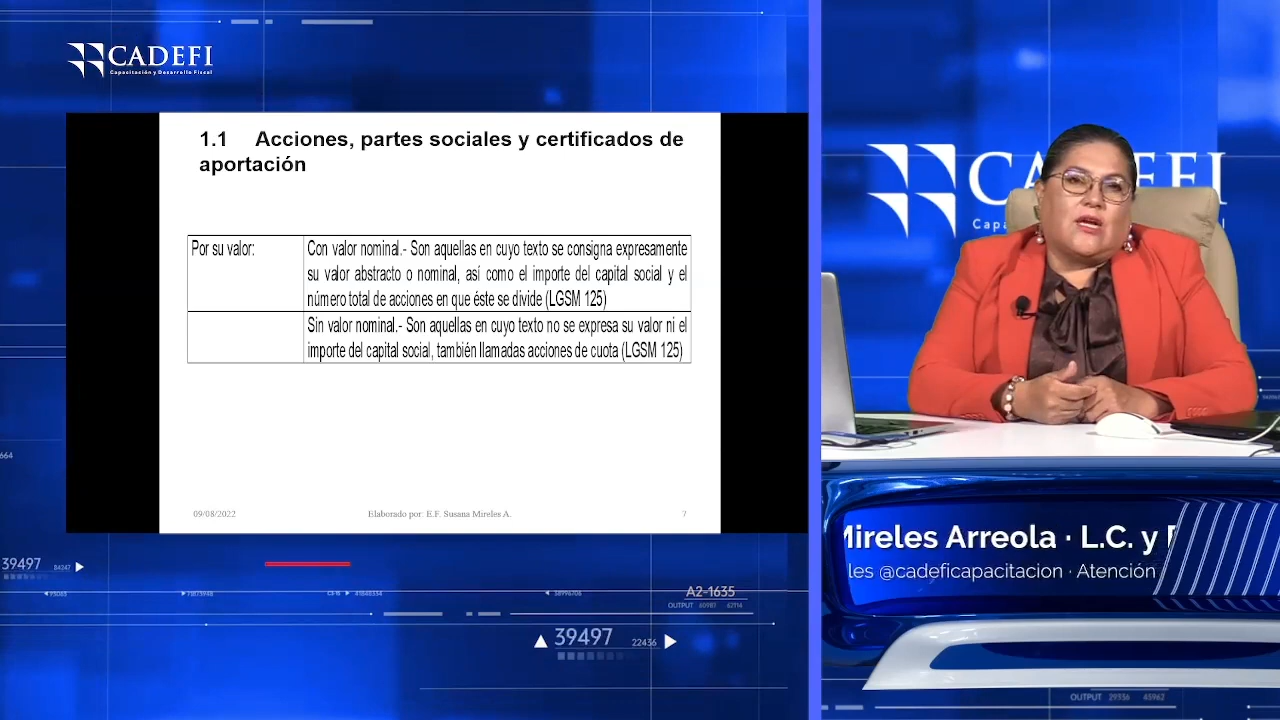 CADEFI
Capacitación y Desarrollo Fiscal
1.1 Acciones, partes sociales y certificados de
aportación
Por su valor:
Con valor nominal.- Son aquellas en cuyo texto se consigna expresamente
su valor abstracto o nominal, así como el importe del capital social y el
número total de acciones en que éste se divide (LGSM 125)
Sin valor nominal.- Son aquellas en cuyo texto no se expresa su valor ni el
importe del capital social, también llamadas acciones de cuota (LGSM 125)
09/08/2022
Elaborado por: E.F. Susana Mireles A.
7
664
39497
84247
A2-1635
OUTPUT
39497
22436
CADEFI
Mireles Arreola · L.C. y
les @cadeficapacitacion · Atención
OUTPUT 29356 45962